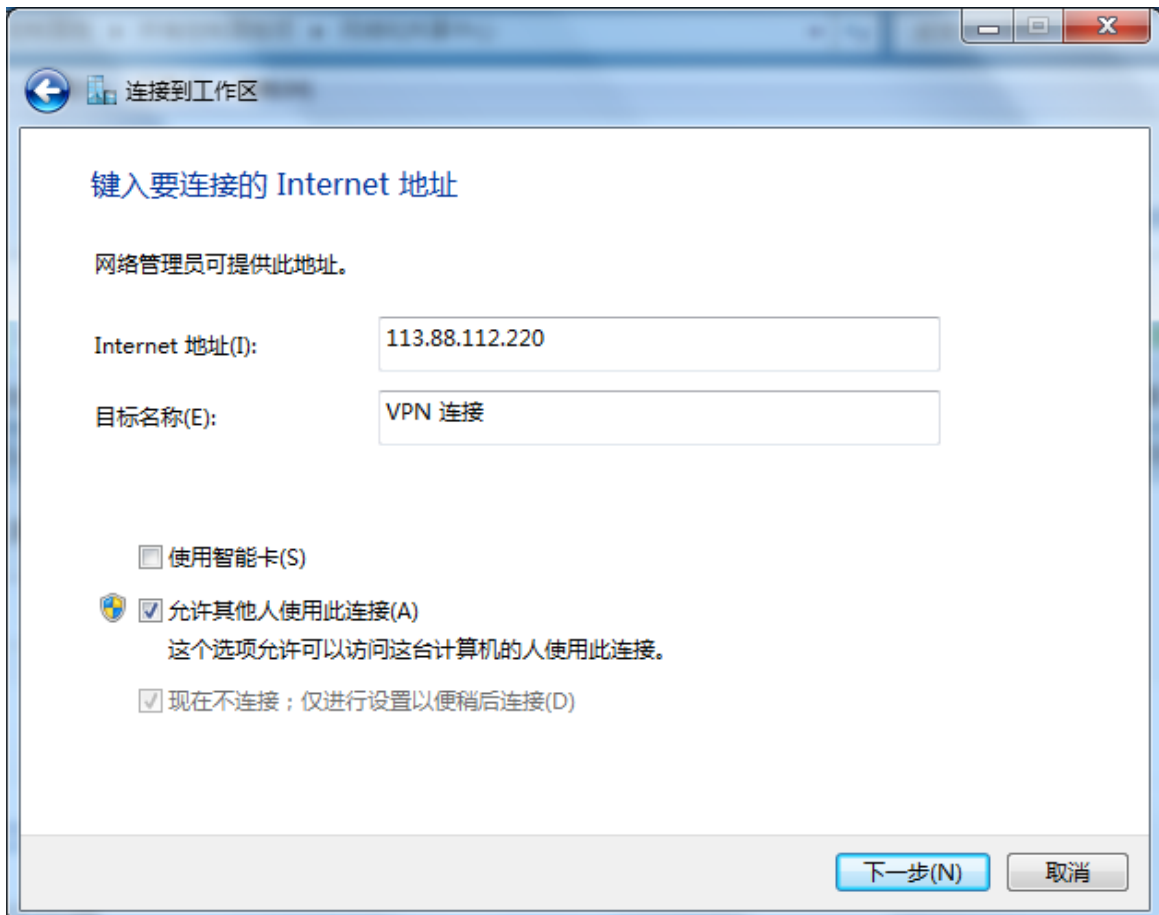 连接到工作区
键入要连接的 Internet 地址
网络管理员可提供此地址。
Internet 地址(I):
113.88.112.220
目标名称(E):
VPN 连接
使用智能卡(S)
允许其他人使用此连接(A)
这个选项允许可以访问这台计算机的人使用此连接。
现在不连接；仅进行设置以便稍后连接(D)
下一步(N)
取消